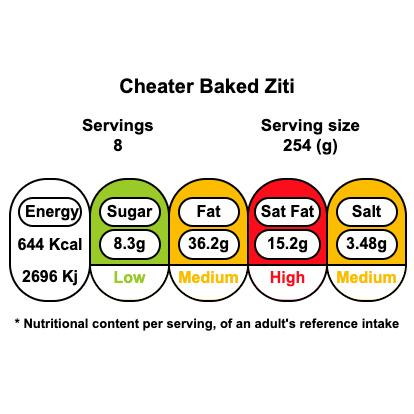 Cheater Baked Ziti
Servings Serving size
8 254 (g)
Energy Sugar Fat Sat Fat Salt
644 Kcal 8.3g 36.2g 15.2g 3.48g
2696 Kj Low Medium High Medium
* Nutritional content per serving, of an adult's reference intake